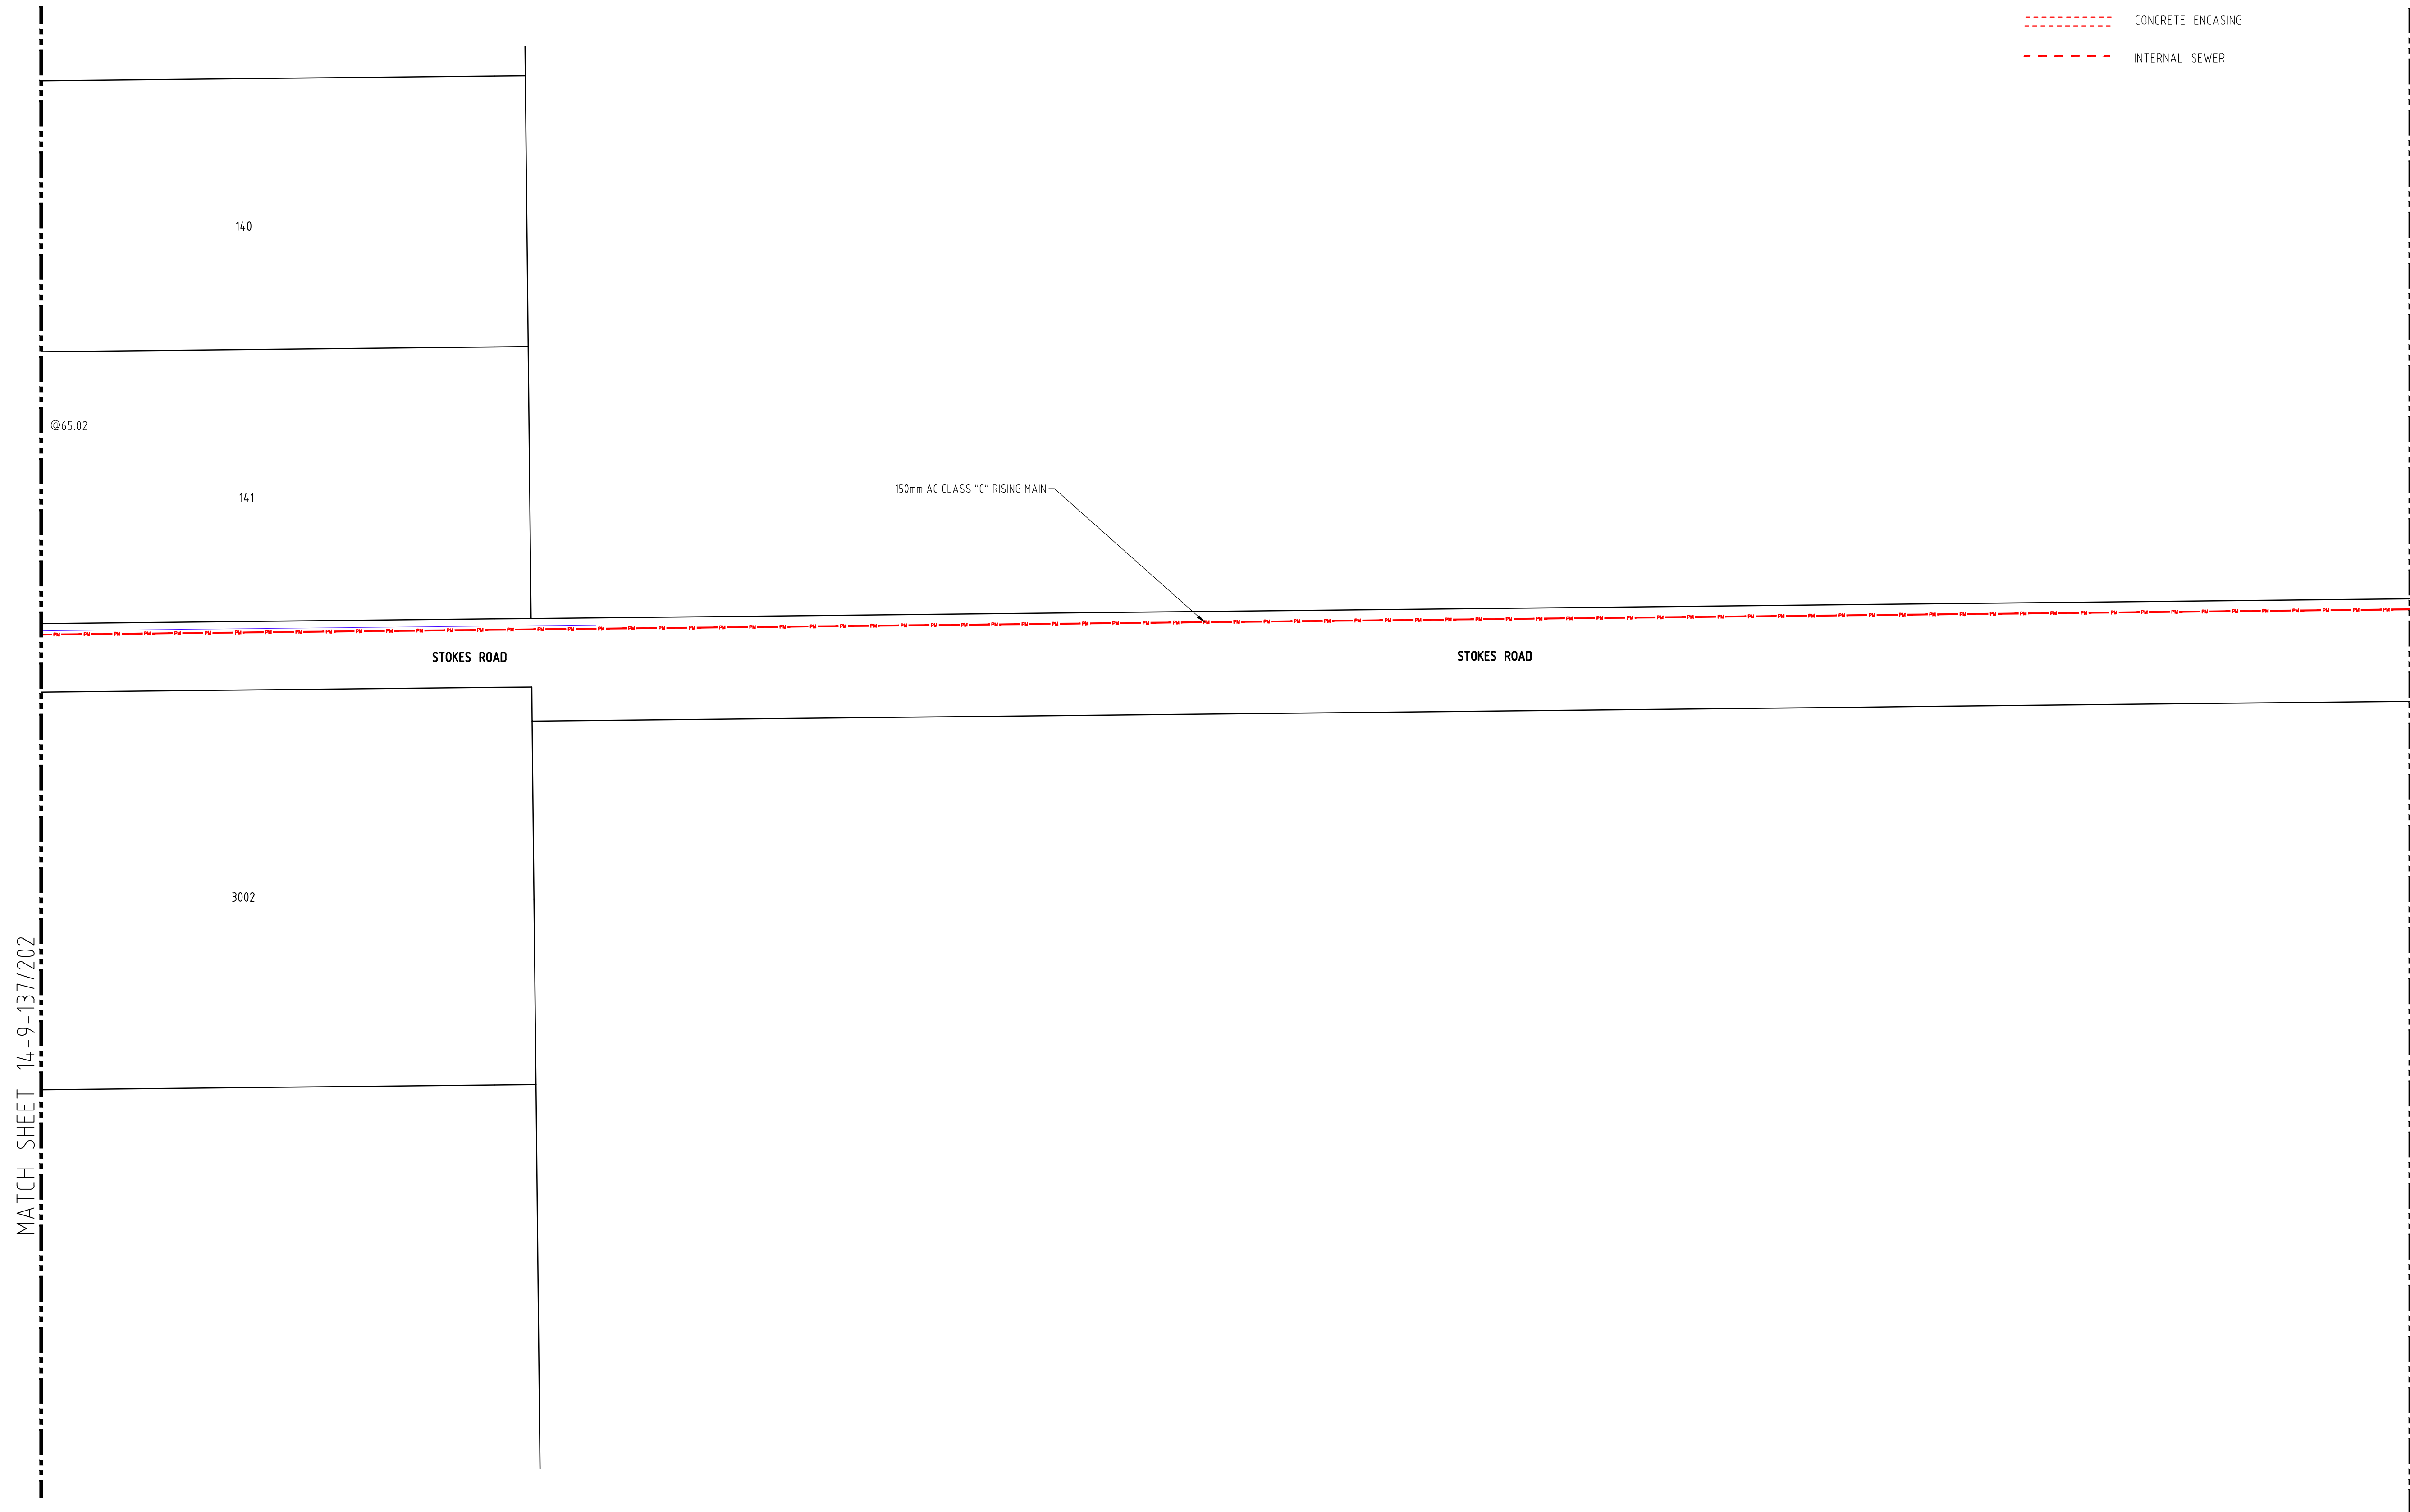 CONCRETE ENCASING
INTERNAL SEWER
140
@65.02
141
150mm AC CLASS "C" RISING MAIN
STOKES ROAD
STOKES ROAD
3002
MATCH SHEET 14-9-137/202